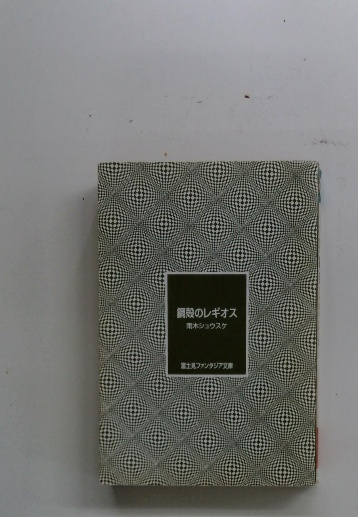 鋼殻のレギオス
雨木シュウスケ
富士見ファンタジア文庫